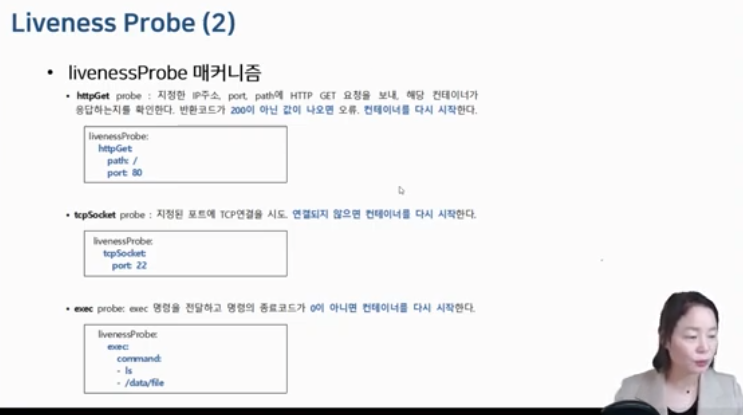 Liveness Probe (2)
• livenessProbe 매커니즘
• httpGet probe : 지정한 IP주소, port, path에 HTTP GET 요청을 보내, 해당 컨테이너가
응답하는지를 확인한다. 반환코드가 200이 아닌 값이 나오면 오류. 컨테이너를 다시 시작한다.
livenessProbe:
httpGet:
path: /
port: 80
• tcpSocket probe : 지정된 포트에 TCP연결을 시도. 연결되지 않으면 컨테이너를 다시 시작한다.
livenessProbe:
tcpSocket:
port: 22
• exec probe: exec 명령을 전달하고 명령의 종료코드가 0이 아니면 컨테이너를 다시 시작한다.
livenessProbe:
exec:
command:
- ls
- /data/file